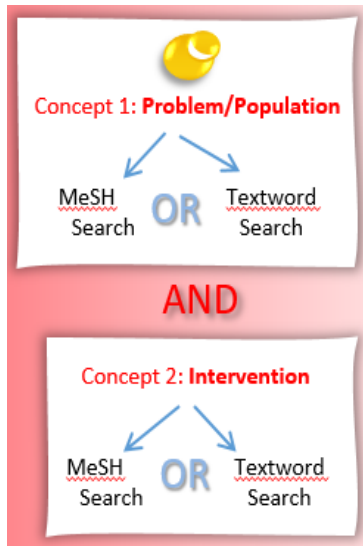 Concept 1: Problem/Population
MeSH OR Textword
Search Search
AND
Concept 2: Intervention
MeSH OR Textword
Search Search